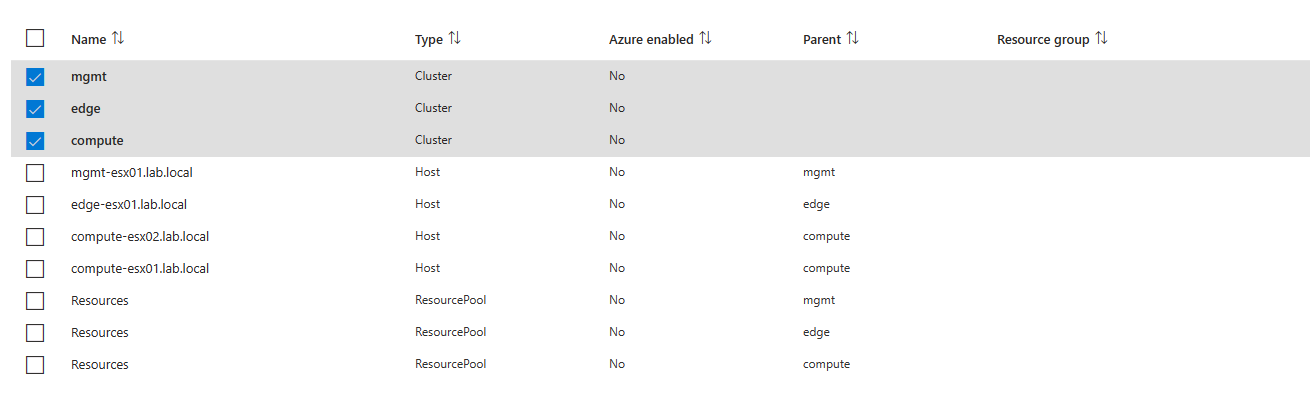 Name Type Azure enabled Parent Resource group
mgmt Cluster No
edge Cluster No
compute Cluster No
mgmt-esx01.lab.local Host No mgmt
edge-esx01.lab.local Host No edge
compute-esx02.lab.local Host No compute
compute-esx01.lab.local Host No compute
Resources ResourcePool No mgmt
Resources ResourcePool No edge
Resources ResourcePool No compute